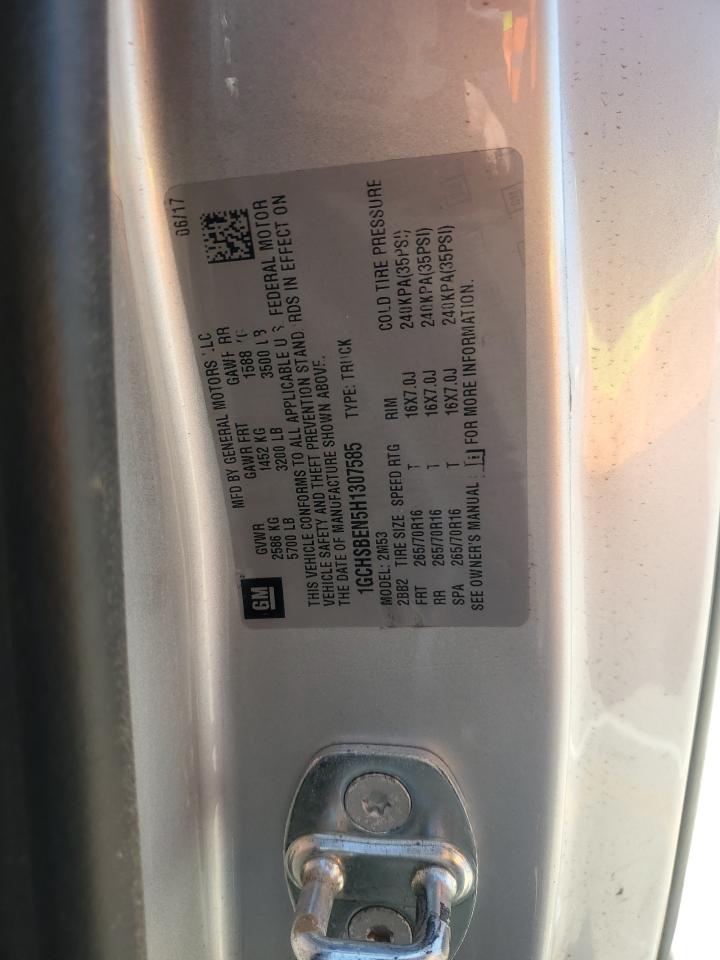 06/17
MFD BY GENERAL MOTORS LLC
GVWR GAWR FRT GAWR RR
2586 KG 1452 KG 1588
5700 LB 3200 LB 3500 LB
THIS VEHICLE CONFORMS TO ALL APPLICABLE U.S. FEDERAL MOTOR
VEHICLE SAFETY AND THEFT PREVENTION STANDARDS IN EFFECT ON
THE DATE OF MANUFACTURE SHOWN ABOVE.
1GCHSBEN5H1307585 TYPE: TRUCK
MODEL: 2M53
2BB2 TIRE SIZE SPEED RTG RIM COLD TIRE PRESSURE
FRT 265/70R16 T 16X7.0J 240KPA(35PSI)
RR 265/70R16 T 16X7.0J 240KPA(35PSI)
SPA 265/70R16 T 16X7.0J 240KPA(35PSI)
SEE OWNER'S MANUAL FOR MORE INFORMATION.
GM